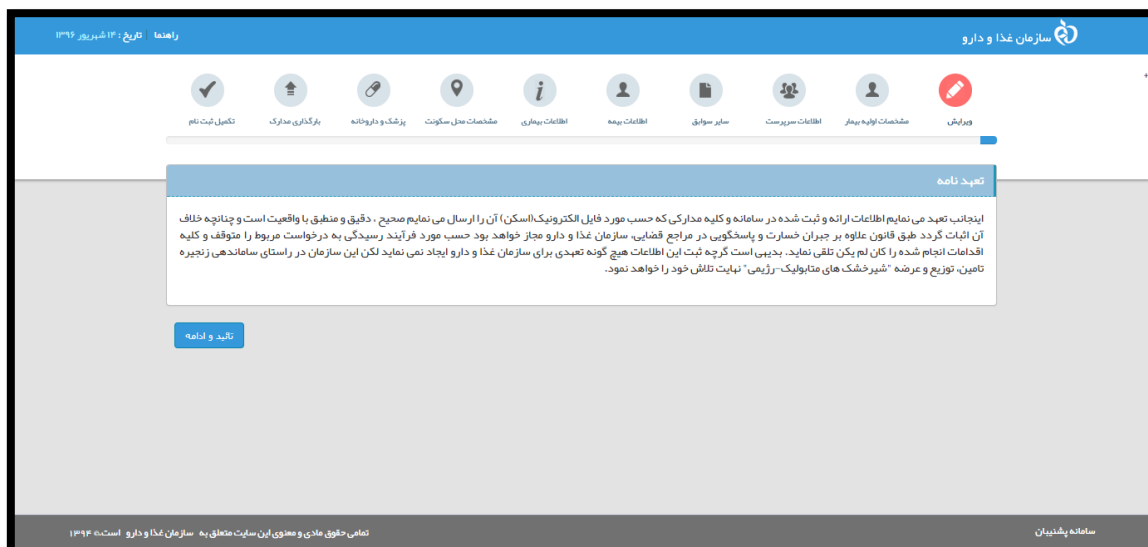 سازمان غذا و دارو
راهنما | تاریخ : ۱۴ شهریور ۱۳۹۶
ویرایش
مشخصات اولیه بیمار
اطلاعات سرپرست
سایر سوابق
اطلاعات بیمه
اطلاعات بیماری
مشخصات محل سکونت
پزشک و داروخانه
بارگذاری مدارک
تکمیل ثبت نام
تعهد نامه
اینجانب تعهد می نمایم اطلاعات ارائه و ثبت شده در سامانه و کلیه مدارکی که حسب مورد فایل الکترونیک(اسکن) آن را ارسال می نمایم صحیح ، دقیق و منطبق با واقعیت است و چنانچه خلاف
آن اثبات گردد طبق قانون علاوه بر جبران خسارت و پاسخگویی در مراجع قضایی، سازمان غذا و دارو مجاز خواهد بود حسب مورد فرآیند رسیدگی به درخواست مربوط را متوقف و کلیه
اقدامات انجام شده را کان لم یکن تلقی نماید. بدیهی است گرچه ثبت این اطلاعات هیچ گونه تعهدی برای سازمان غذا و دارو ایجاد نمی نماید لکن این سازمان در راستای ساماندهی زنجیره
تامین، توزیع و عرضه "شیرخشک های متابولیک-رژیمی" نهایت تلاش خود را خواهد نمود.
تائید و ادامه
سامانه پشتیبان
تمامی حقوق مادی و معنوی این سایت متعلق به سازمان غذا و دارو است.© ۱۳۹۴